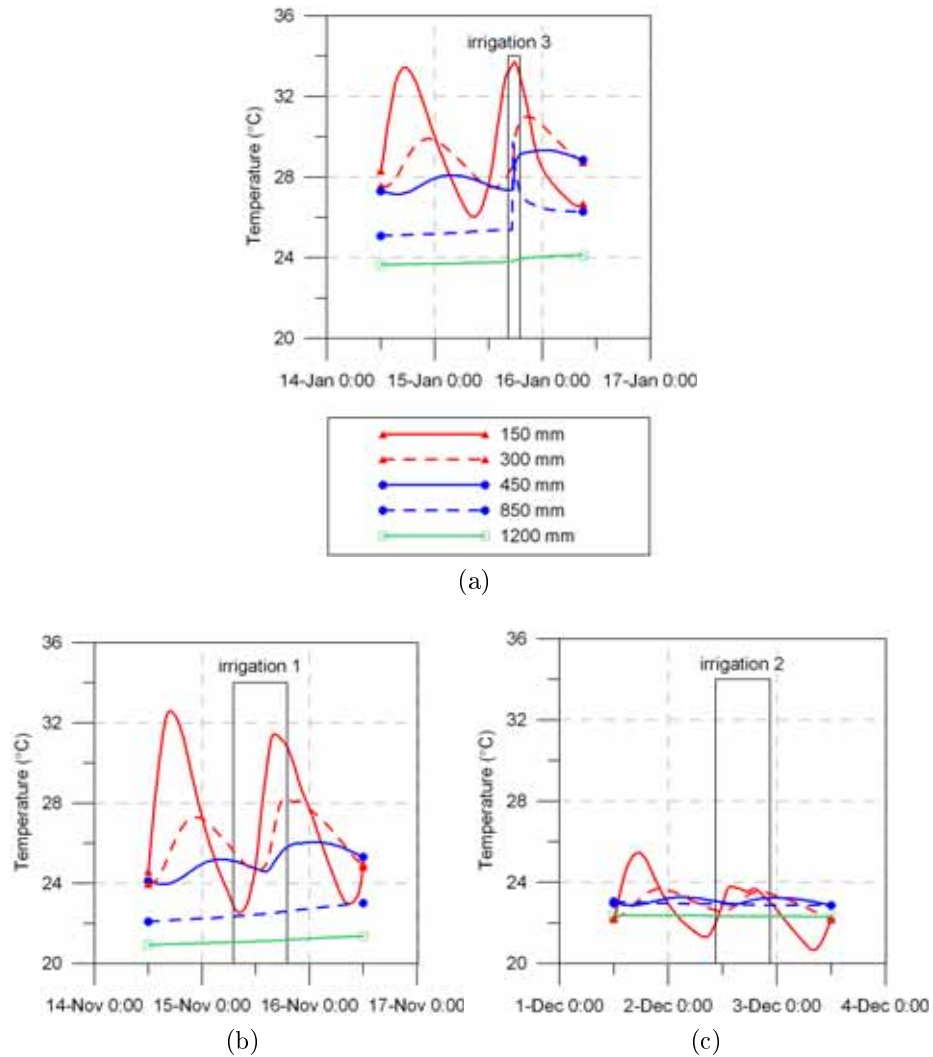 36
irrigation 3
32
28
24
20
Temperature (°C)
14-Jan 0:00 15-Jan 0:00 16-Jan 0:00 17-Jan 0:00
150 mm
300 mm
450 mm
850 mm
1200 mm
(a)
36
irrigation 1
32
28
24
20
Temperature (°C)
14-Nov 0:00 15-Nov 0:00 16-Nov 0:00 17-Nov 0:00
(b)
36
irrigation 2
32
28
24
20
Temperature (°C)
1-Dec 0:00 2-Dec 0:00 3-Dec 0:00 4-Dec 0:00
(c)